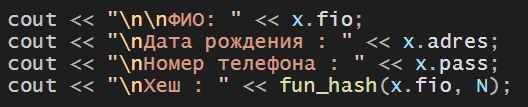 cout << "\n\nФИО: " << x.fio;
cout << "\nДата рождения : " << x.adres;
cout << "\nНомер телефона : " << x.pass;
cout << "\nХеш : " << fun_hash(x.fio, N);